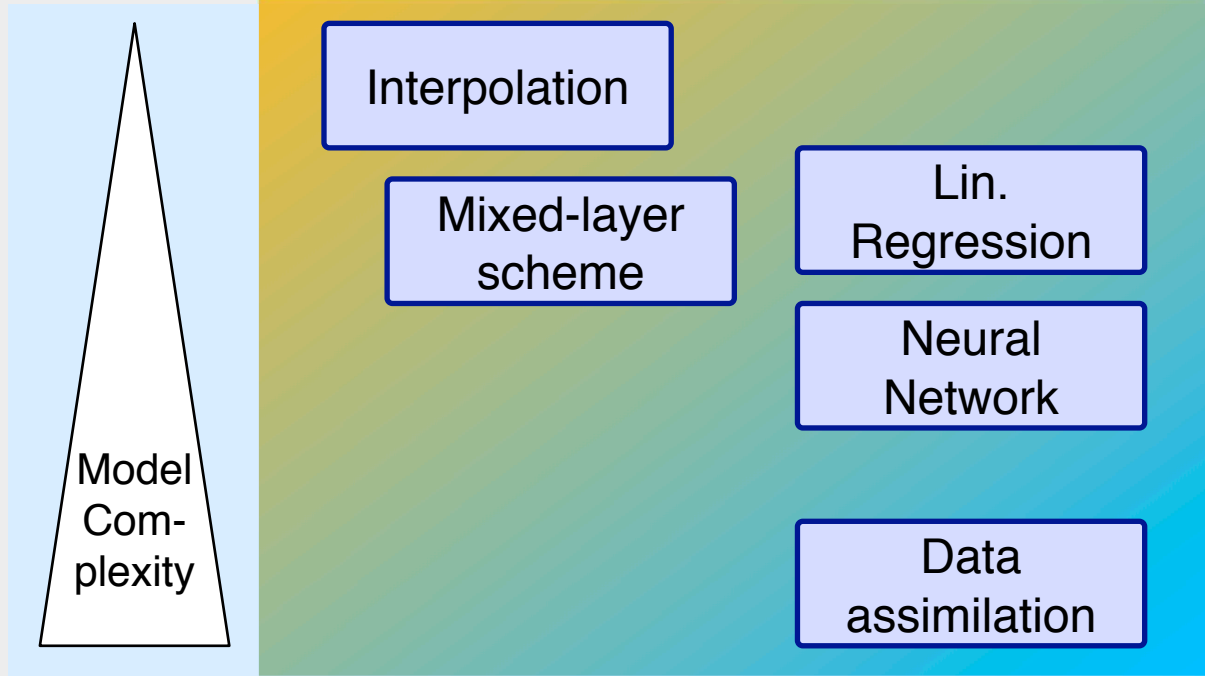 Interpolation
Mixed-layer
scheme
Lin.
Regression
Neural
Network
Model
Com-
plexity
Data
assimilation